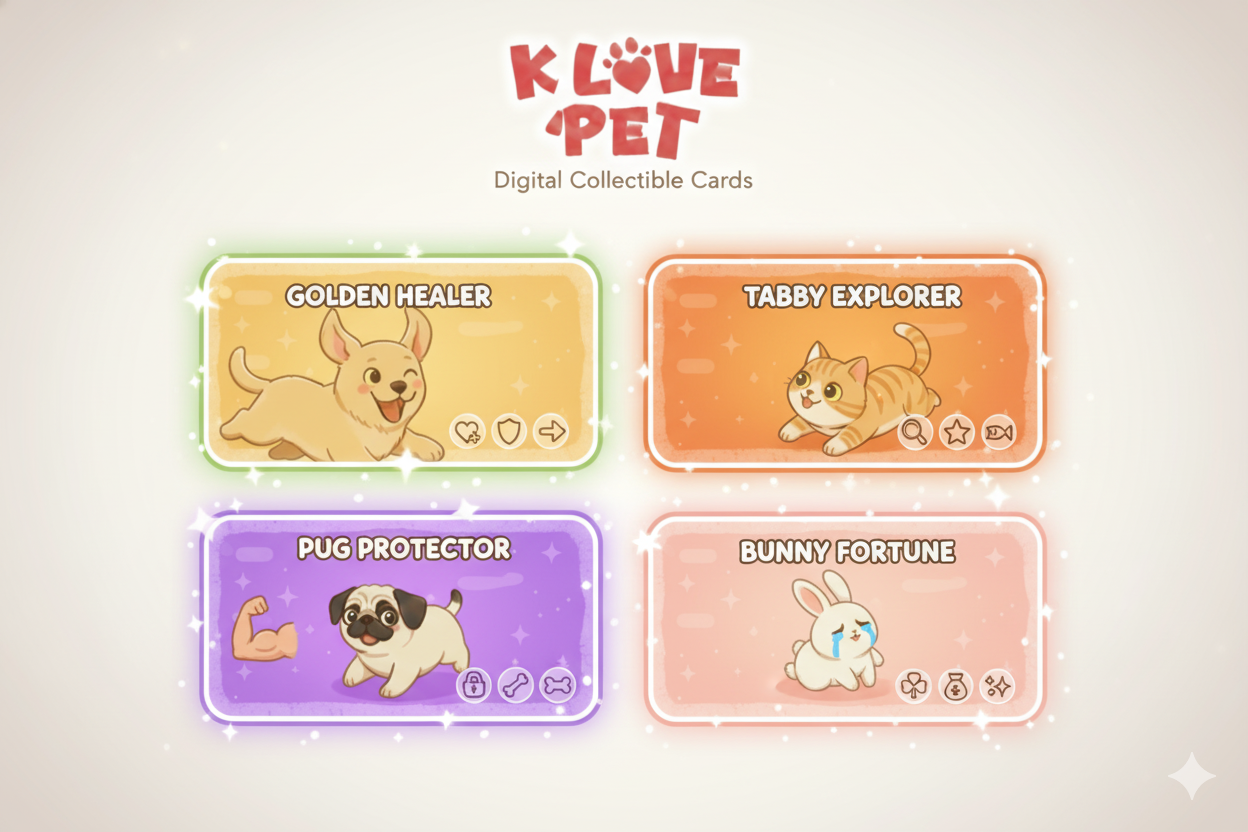 K LOVE
PET
Digital Collectible Cards
GOLDEN HEALER
TABBY EXPLORER
PUG PROTECTOR
BUNNY FORTUNE